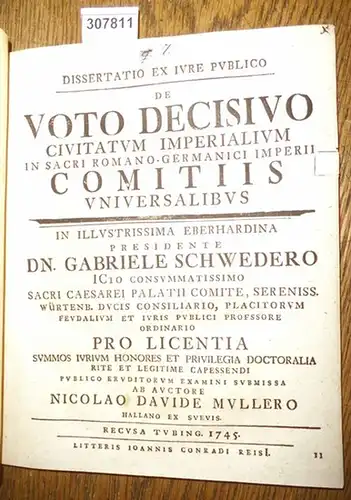 307811
7
DISSERTATIO EX IVRE PVBLICO
DE
VOTO DECISIVO
CIVITATVM IMPERIALIVM
IN SACRI ROMANO-GERMANICI IMPERII
COMITIIS
VNIVERSALIBVS
IN ILLVSTRISSIMA EBERHARDINA
PRESIDENTE
DN. GABRIELE SCHWEDERO
ICTO CONSVMMATISSIMO
SACRI CAESAREI PALATII COMITE, SERENISS.
WÜRTENB. DVCIS CONSILIARIO, PLACITORVM
FEVDALIVM ET IVRIS PVBLICI PROFSSORE
ORDINARIO
PRO LICENTIA
SVMMOS IVRIVM HONORES ET PRIVILEGIA DOCTORALIA
RITE ET LEGITIME CAPESSENDI
PVBLICO ERVDITORVM EXAMINI SVBMISSA
AB AVCTORE
NICOLAO DAVIDE MVLLERO
HALLANO EX SVEVIS.
RECVSA TVBING. 1745.
LITTERIS IOANNIS CONRADI REISI.